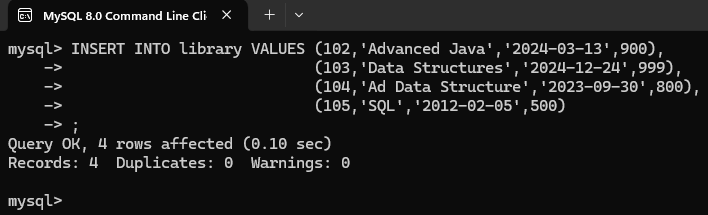 MySQL 8.0 Command Line Cli
mysql> INSERT INTO library VALUES (102,'Advanced Java','2024-03-13',900),
    ->                             (103,'Data Structures','2024-12-24',999),
    ->                             (104,'Ad Data Structure','2023-09-30',800),
    ->                             (105,'SQL','2012-02-05',500)
    -> ;
Query OK, 4 rows affected (0.10 sec)
Records: 4  Duplicates: 0  Warnings: 0
mysql>